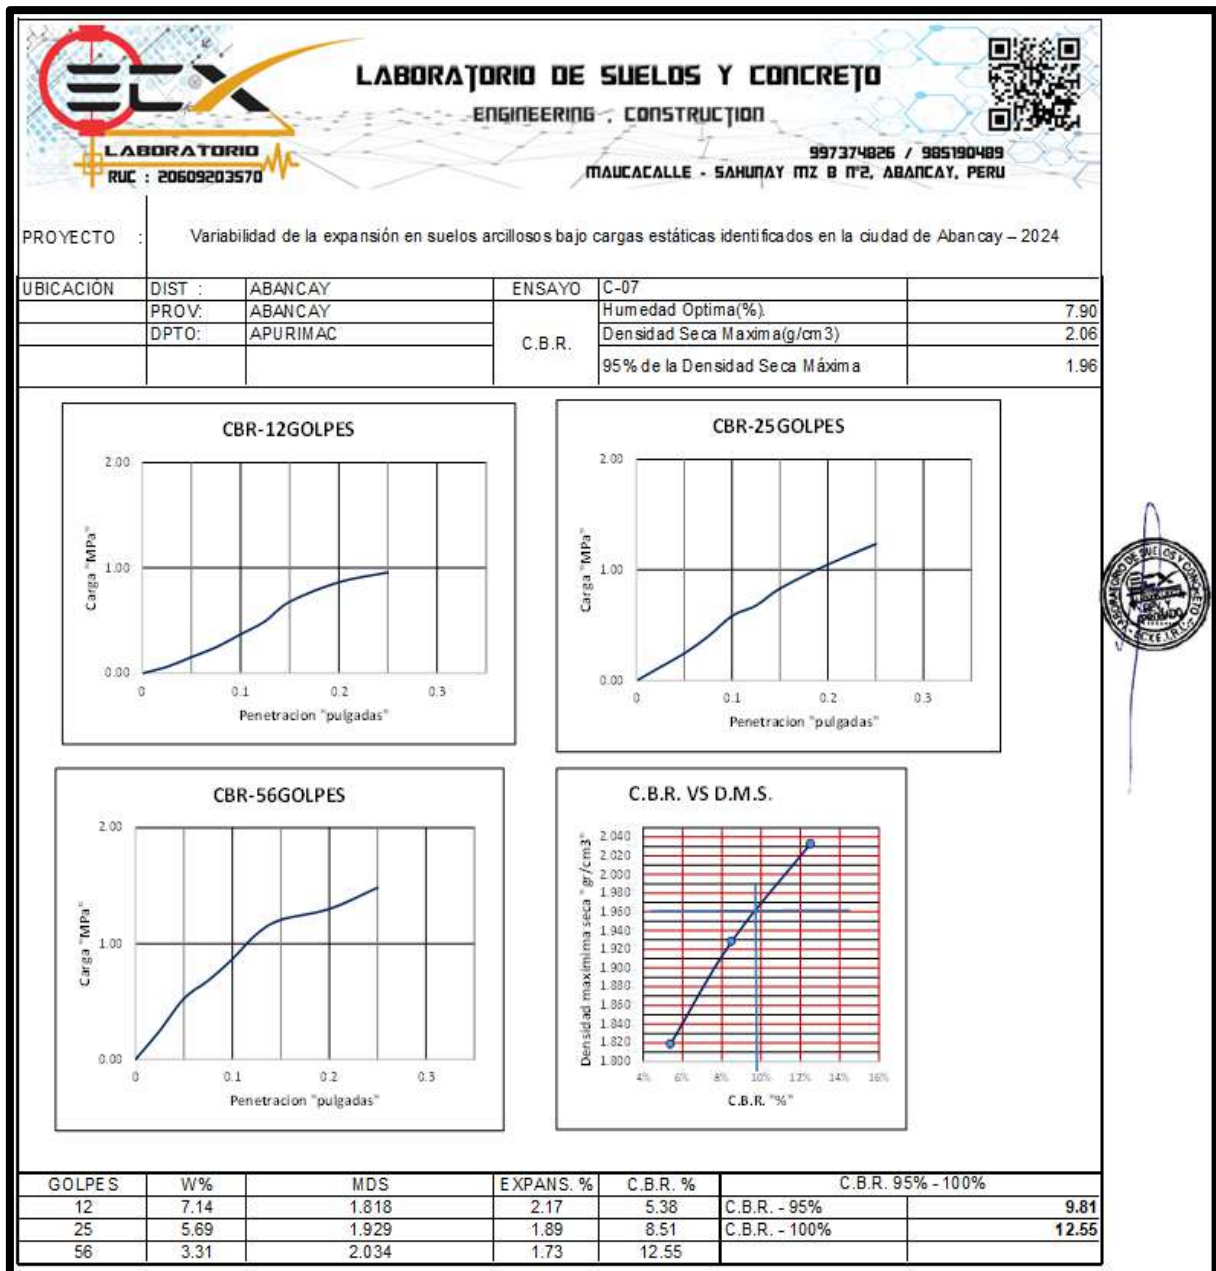 ECX
LABORATORIO
RUC : 20609203570
LABORATORIO DE SUELOS Y CONCRETO
ENGINEERING , CONSTRUCTION
997374826 / 985190489
MAUCACALLE - SAHUNAY MZ B N°2, ABANCAY, PERU
PROYECTO : Variabilidad de la expansión en suelos arcillosos bajo cargas estáticas identificados en la ciudad de Abancay – 2024
UBICACIÓN DIST : ABANCAY ENSAYO C-07
PROV: ABANCAY Humedad Optima(%). 7.90
DPTO: APURIMAC C.B.R. Densidad Seca Maxima(g/cm3) 2.06
95% de la Densidad Seca Máxima 1.96
CBR-12GOLPES
2.00
1.00
0.00
Carga "MPa"
0 0.1 0.2 0.3
Penetracion "pulgadas"
CBR-25GOLPES
2.00
1.00
0.00
Carga "MPa"
0 0.1 0.2 0.3
Penetracion "pulgadas"
LABORATORIO DE SUELOS Y CONCRETO
ECX
APROBADO
CBR-56GOLPES
2.00
1.00
0.00
Carga "MPa"
0 0.1 0.2 0.3
Penetracion "pulgadas"
C.B.R. VS D.M.S.
2.040
2.020
2.000
1.980
1.960
1.940
1.920
1.900
1.880
1.860
1.840
1.820
1.800
Densidad maximima seca " gr/cm3"
4% 6% 8% 10% 12% 14% 16%
C.B.R. "%"
GOLPES W% MDS EXPANS. % C.B.R. % C.B.R. 95% - 100%
12 7.14 1.818 2.17 5.38 C.B.R. - 95% 9.81
25 5.69 1.929 1.89 8.51 C.B.R. - 100% 12.55
56 3.31 2.034 1.73 12.55